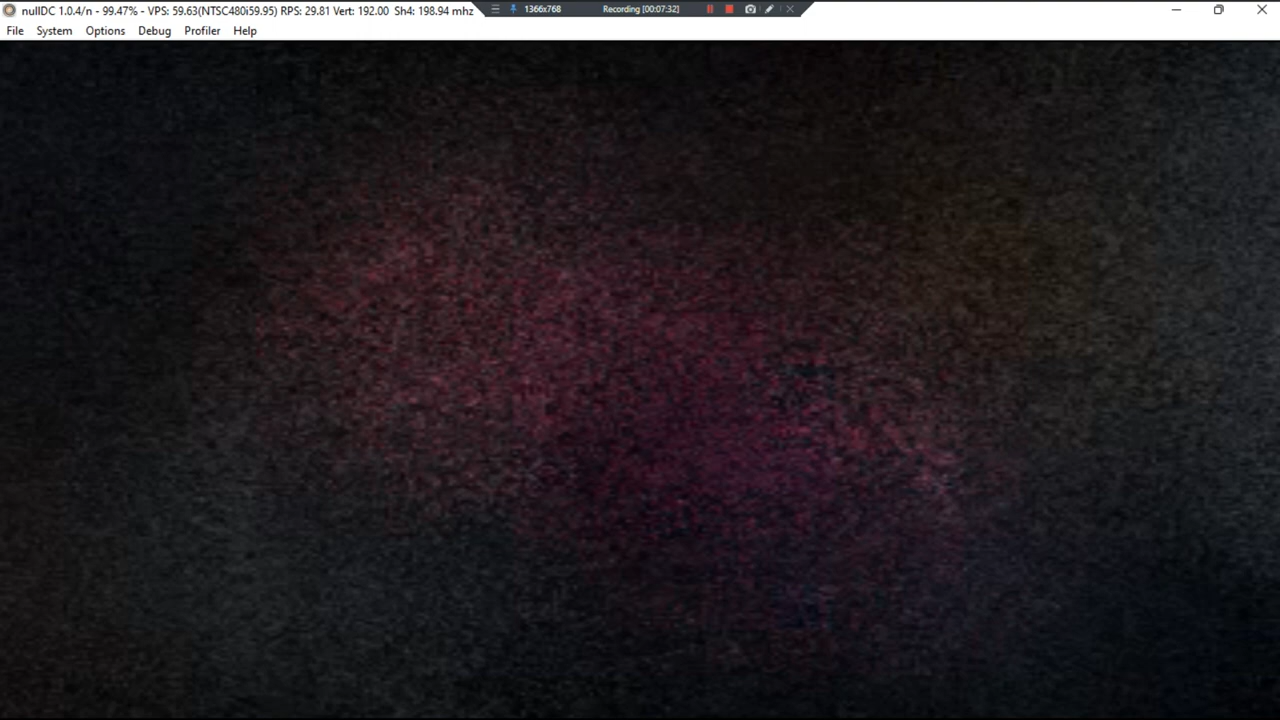 nullDC 1.0.4/n - 99.47% - VPS: 59.63(NTSC480i59.95) RPS: 29.81 Vert: 192.00 Sh4: 198.94 mhz
1366x768
Recording [00:07:32]
File System Options Debug Profiler Help